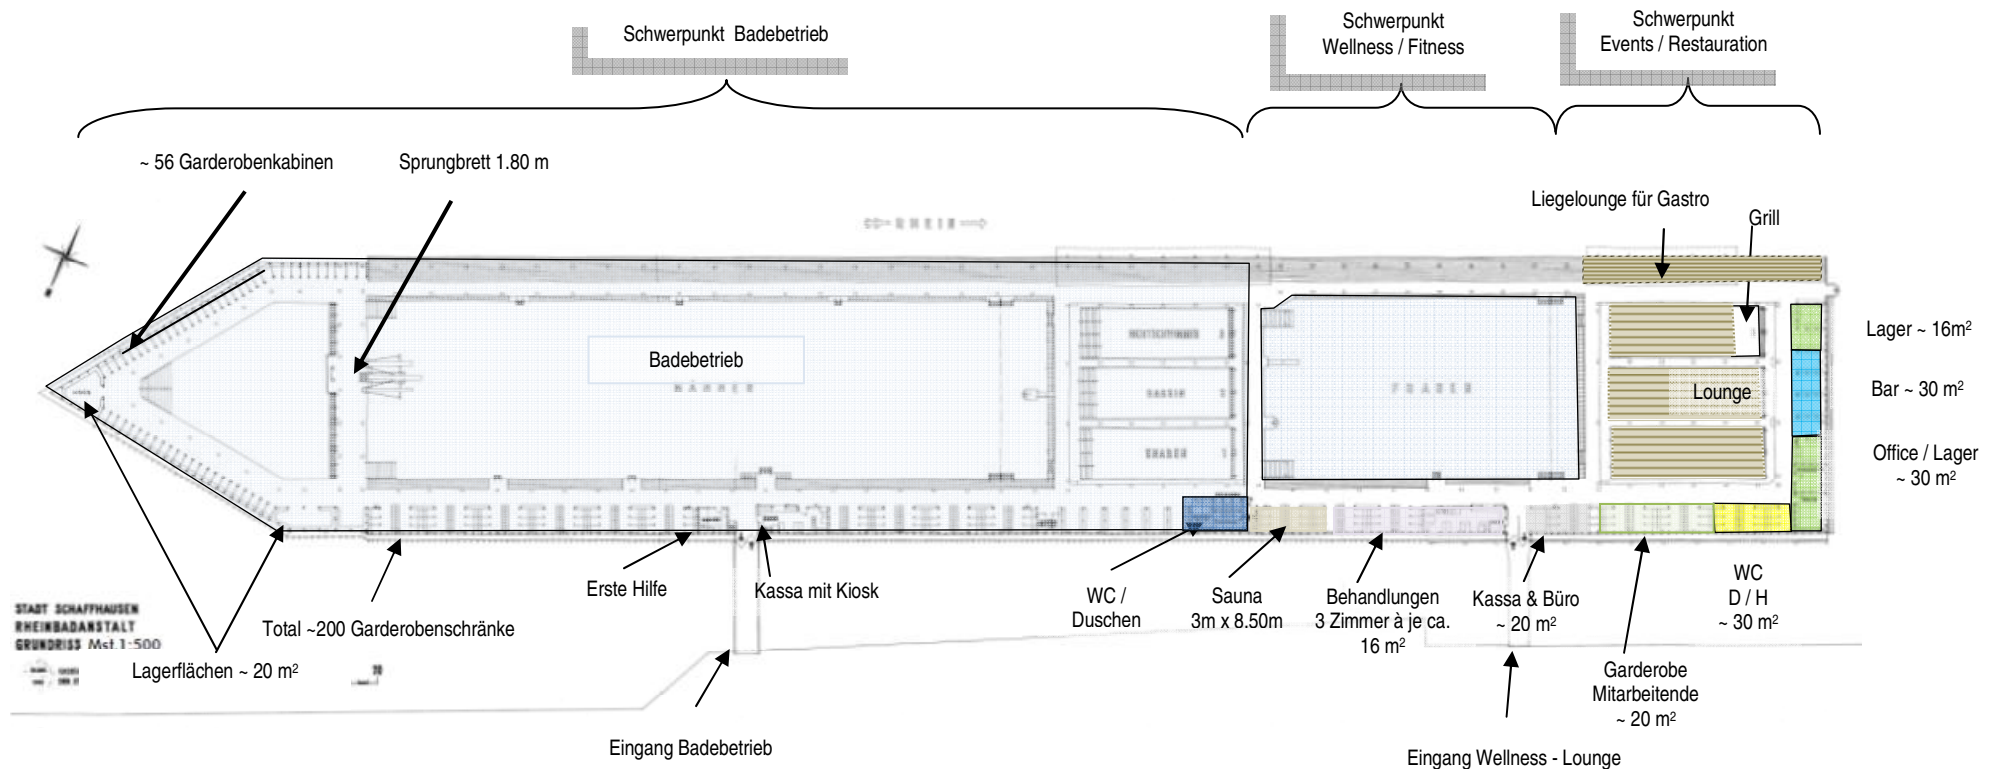 Schwerpunkt Badebetrieb
Schwerpunkt
Wellness / Fitness
Schwerpunkt
Events / Restauration
~ 56 Garderobenkabinen
Sprungbrett 1.80 m
Liegelounge für Gastro
Grill
RHEIN
Badebetrieb
MÄNNER
FRAUEN
Lounge
Lager ~ 16m²
Bar ~ 30 m²
Office / Lager
~ 30 m²
Erste Hilfe
Kassa mit Kiosk
WC /
Duschen
Sauna
3m x 8.50m
Behandlungen
3 Zimmer à je ca.
16 m²
Kassa & Büro
~ 20 m²
WC
D / H
~ 30 m²
STADT SCHAFFHAUSEN
RHEINBADANSTALT
GRUNDRISS Mst.1:500
Total ~200 Garderobenschränke
Lagerflächen ~ 20 m²
Garderobe
Mitarbeitende
~ 20 m²
Eingang Badebetrieb
Eingang Wellness - Lounge